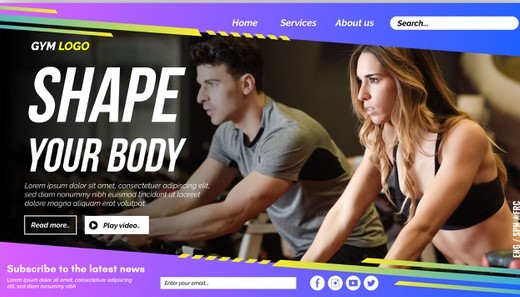 Home Services About us Search...
GYM LOGO
SHAPE
YOUR BODY
Lorem ipsum dolor sit amet, consectetuer adipiscing elit,
sed diam nonummy nibh euismod tincidunt ut laoreet
dolore magna aliquam erat volutpat
Read more.. Play video..
ENG / SPN / FRC
Subscribe to the latest news
Lorem ipsum dolor sit amet, consectetuer adipiscing elit,
sed diam nonummy nibh
Enter your email...